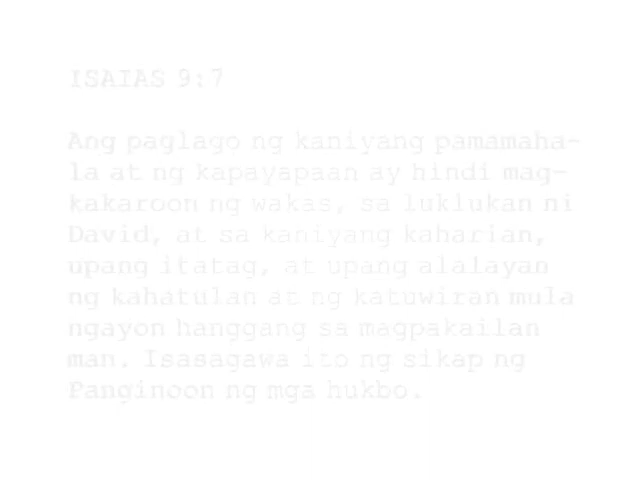 ISAIAS 9:7
Ang paglago ng kaniyang pamamaha-
la at ng kapayapaan ay hindi mag-
kakaroon ng wakas, sa luklukan ni
David, at sa kaniyang kaharian,
upang itatag, at upang alalayan
ng kahatulan at ng katuwiran mula
ngayon hanggang sa magpakailan
man. Isasagawa ito ng sikap ng
Panginoon ng mga hukbo.